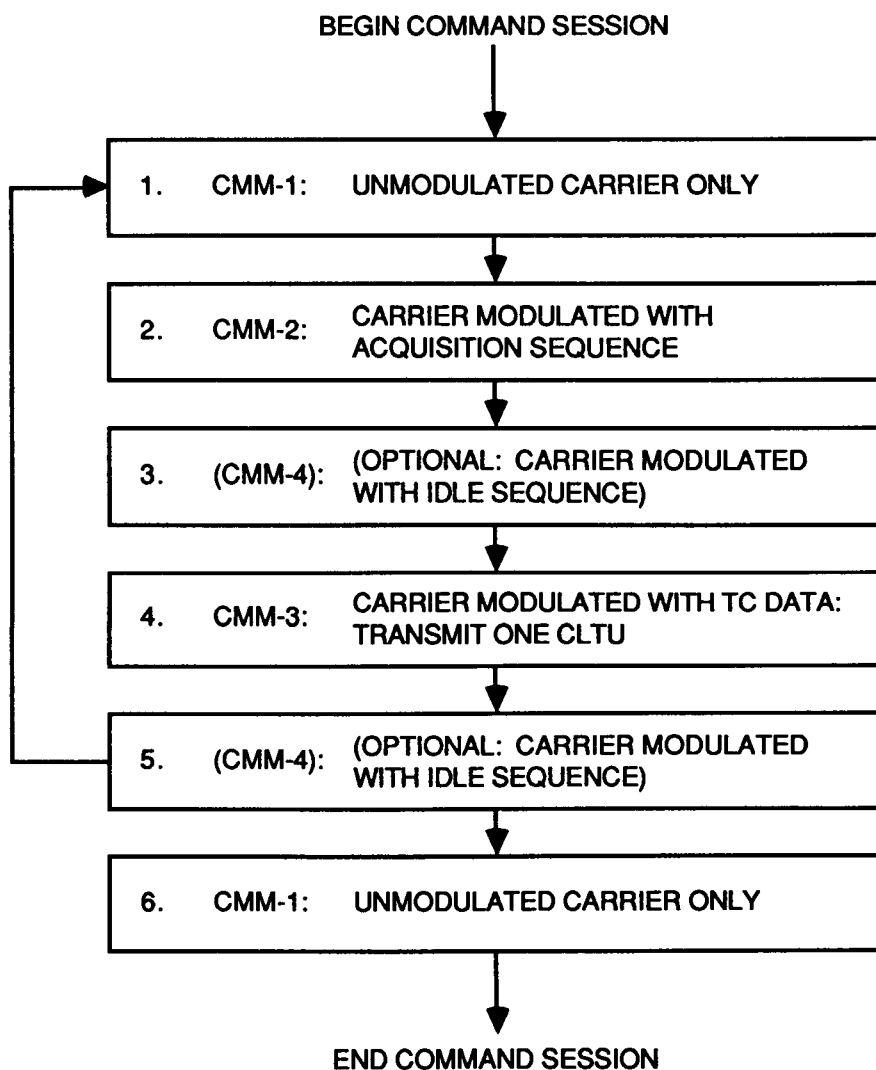 BEGIN COMMAND SESSION
1. CMM-1: UNMODULATED CARRIER ONLY
2. CMM-2: CARRIER MODULATED WITH
ACQUISITION SEQUENCE
3. (CMM-4): (OPTIONAL: CARRIER MODULATED
WITH IDLE SEQUENCE)
4. CMM-3: CARRIER MODULATED WITH TC DATA:
TRANSMIT ONE CLTU
5. (CMM-4): (OPTIONAL: CARRIER MODULATED
WITH IDLE SEQUENCE)
6. CMM-1: UNMODULATED CARRIER ONLY
END COMMAND SESSION